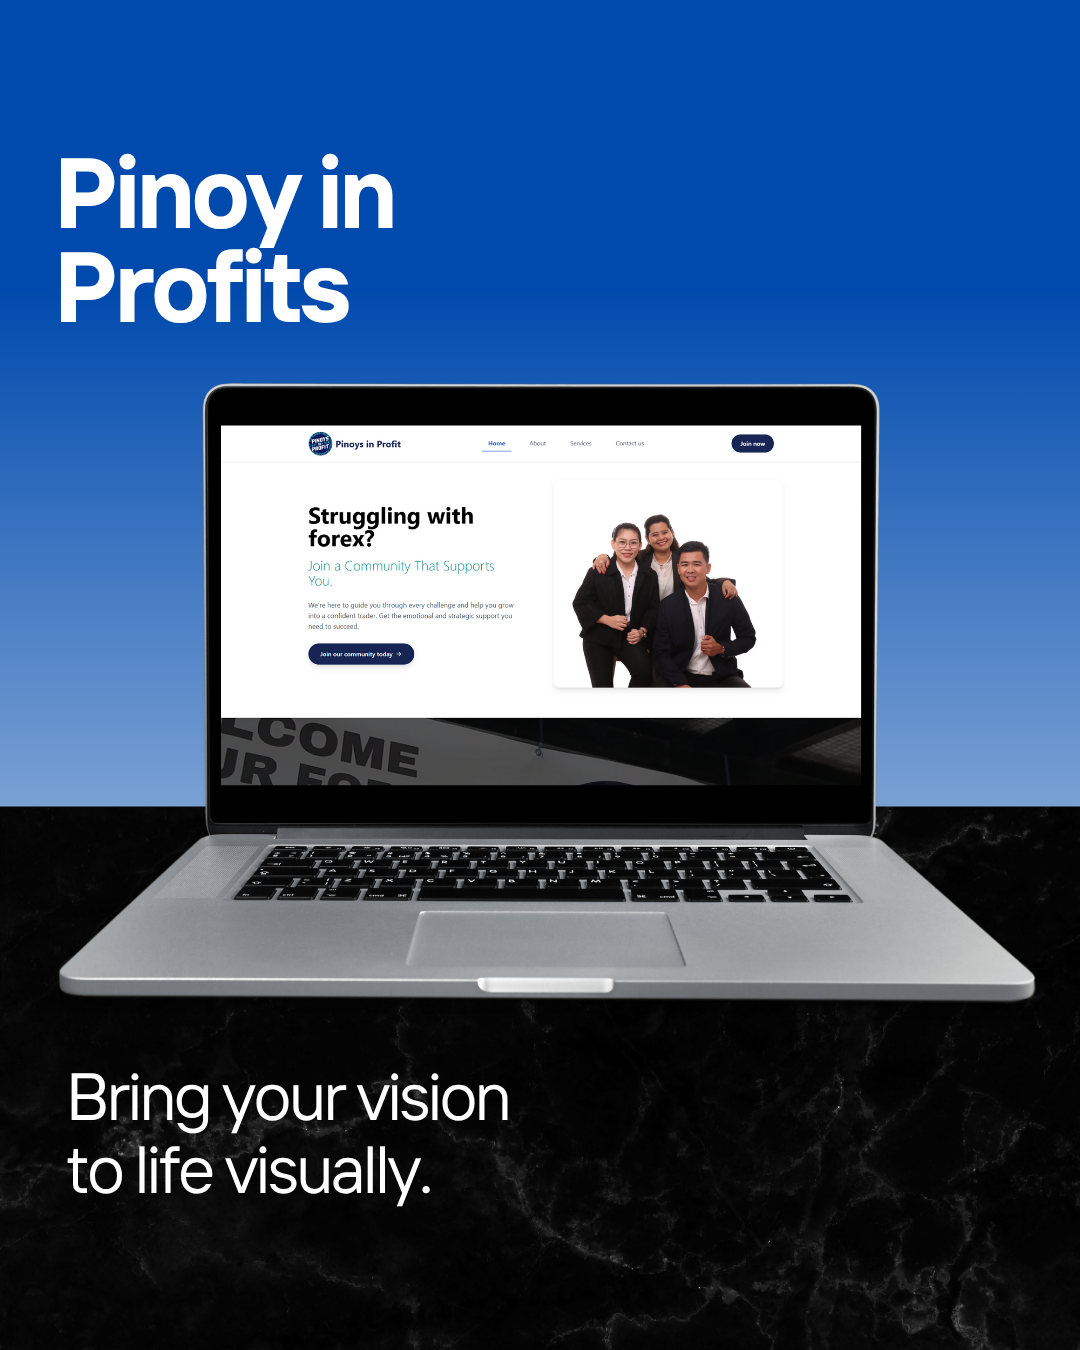 Pinoy in
Profits
PINOYS
PROFIT
Pinoys in Profit
Home
About
Services
Contact us
Join now
Struggling with
forex?
Join a Community That Supports
You.
We're here to guide you through every challenge and help you grow
into a confident trader. Get the emotional and strategic support you
need to succeed.
Join our community today →
LCOME
UR FO
Bring your vision
to life visually.